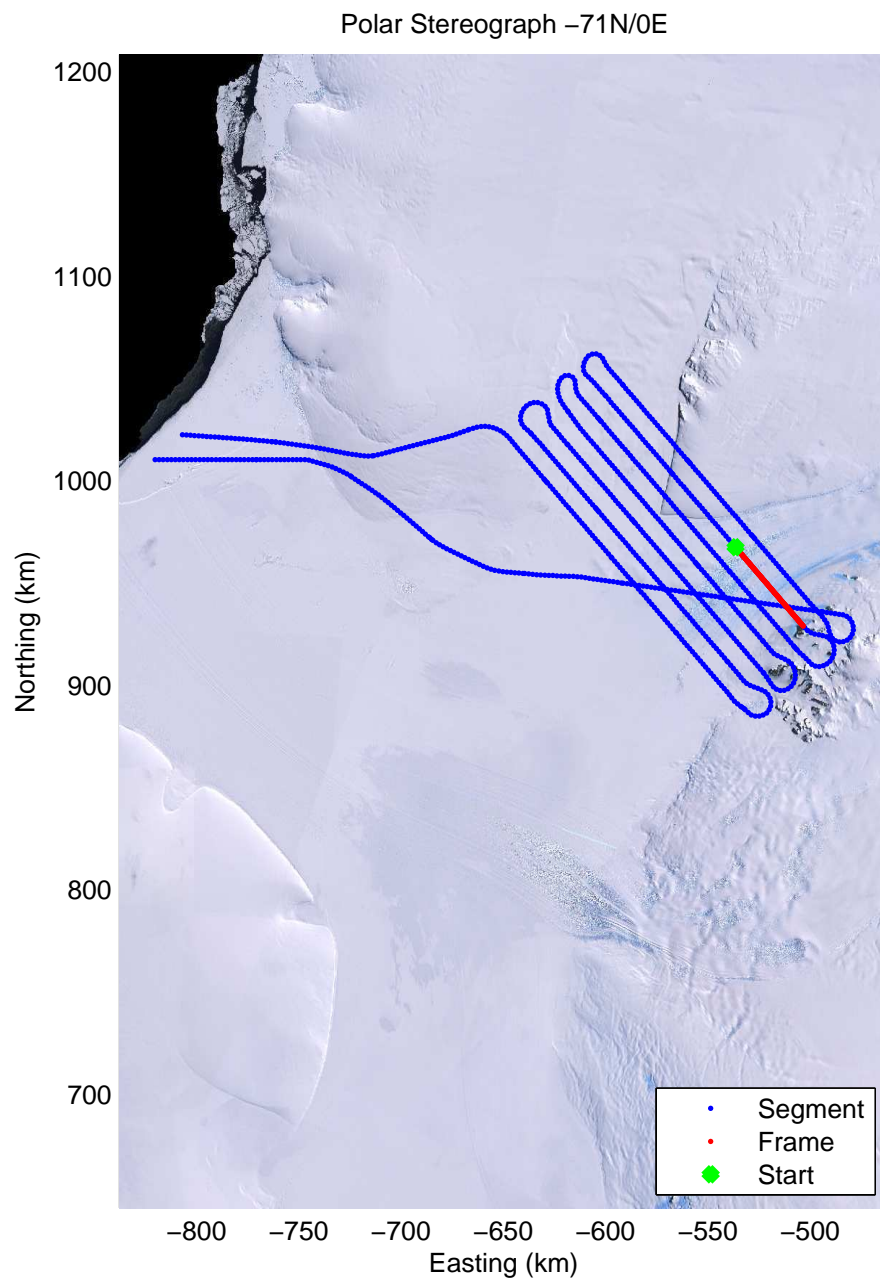 Polar Stereograph −71N/0E
1200
1100
1000
900
800
700
Northing (km)
Segment
Frame
Start
−800
−750
−700
−650
−600
−550
−500
Easting (km)